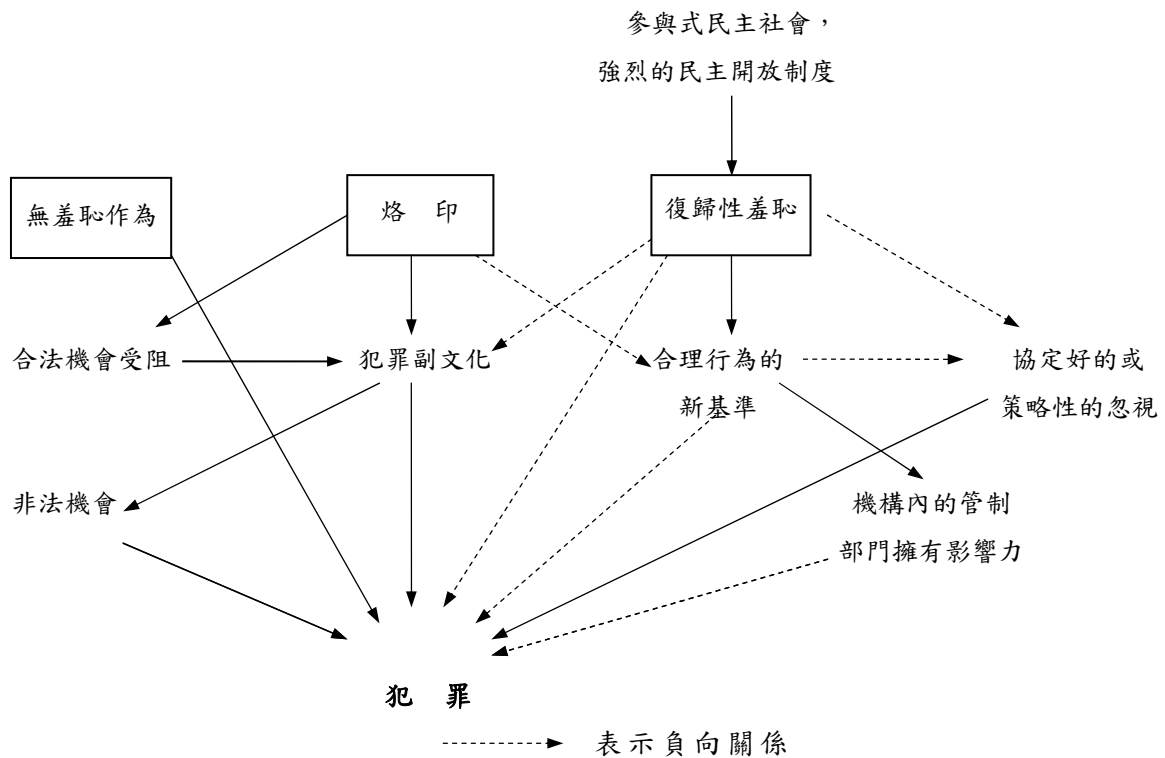 參與式民主社會，
強烈的民主開放制度
無羞恥作為
烙 印
復歸性羞恥
合法機會受阻
犯罪副文化
合理行為的
新基準
協定好的或
策略性的忽視
非法機會
機構內的管制
部門擁有影響力
犯 罪
表示負向關係